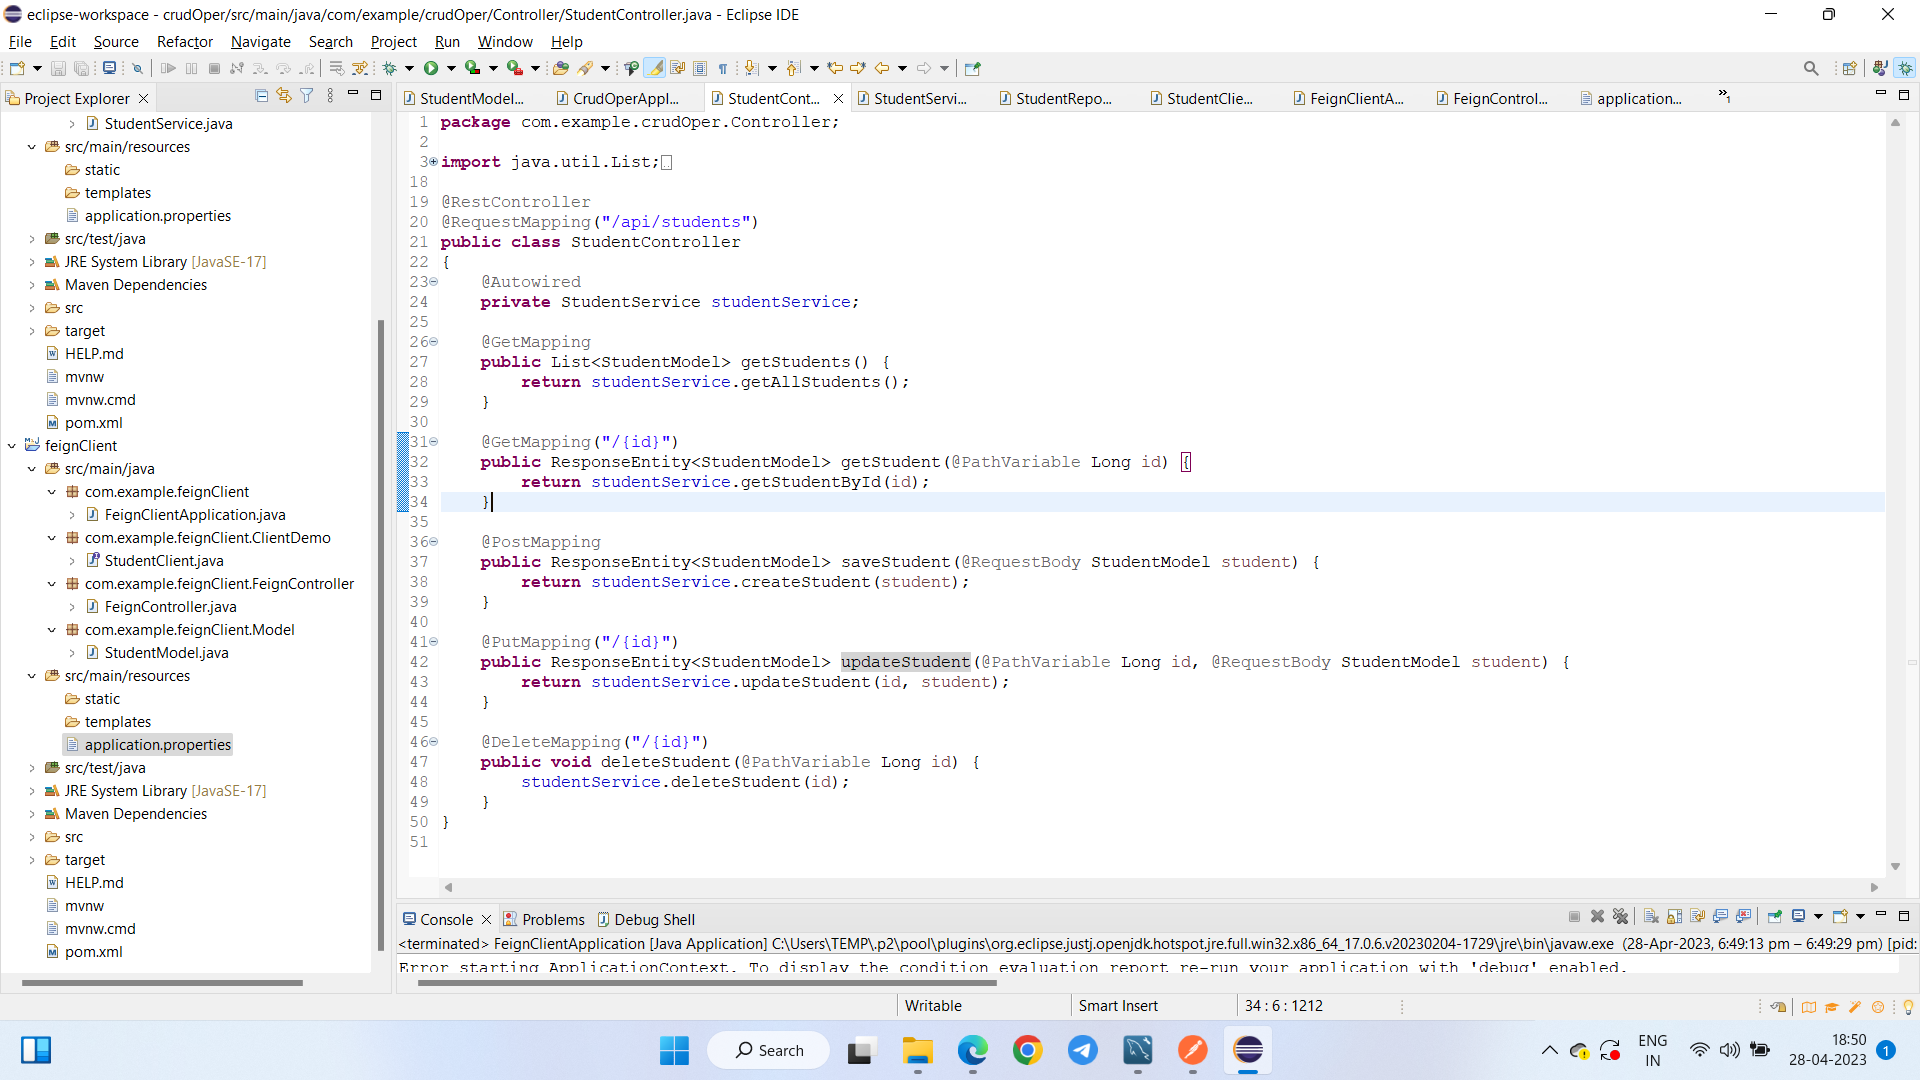 eclipse-workspace - crudOper/src/main/java/com/example/crudOper/Controller/StudentController.java - Eclipse IDE
File Edit Source Refactor Navigate Search Project Run Window Help
Project Explorer
StudentService.java
src/main/resources
static
templates
application.properties
src/test/java
JRE System Library [JavaSE-17]
Maven Dependencies
src
target
HELP.md
mvnw
mvnw.cmd
pom.xml
feignClient
src/main/java
com.example.feignClient
FeignClientApplication.java
com.example.feignClient.ClientDemo
StudentClient.java
com.example.feignClient.FeignController
FeignController.java
com.example.feignClient.Model
StudentModel.java
src/main/resources
static
templates
application.properties
src/test/java
JRE System Library [JavaSE-17]
Maven Dependencies
src
target
HELP.md
mvnw
mvnw.cmd
pom.xml
StudentModel... CrudOperAppl... StudentCont... StudentServi... StudentRepo... StudentClie... FeignClientA... FeignControl... application... »1
1 package com.example.crudOper.Controller;
2
3 import java.util.List;
18
19 @RestController
20 @RequestMapping("/api/students")
21 public class StudentController
22 {
23 @Autowired
24 private StudentService studentService;
25
26 @GetMapping
27 public List<StudentModel> getStudents() {
28 return studentService.getAllStudents();
29 }
30
31 @GetMapping("/{id}")
32 public ResponseEntity<StudentModel> getStudent(@PathVariable Long id) {
33 return studentService.getStudentById(id);
34 }
35
36 @PostMapping
37 public ResponseEntity<StudentModel> saveStudent(@RequestBody StudentModel student) {
38 return studentService.createStudent(student);
39 }
40
41 @PutMapping("/{id}")
42 public ResponseEntity<StudentModel> updateStudent(@PathVariable Long id, @RequestBody StudentModel student) {
43 return studentService.updateStudent(id, student);
44 }
45
46 @DeleteMapping("/{id}")
47 public void deleteStudent(@PathVariable Long id) {
48 studentService.deleteStudent(id);
49 }
50 }
51
Console Problems Debug Shell
<terminated> FeignClientApplication [Java Application] C:\Users\TEMP\.p2\pool\plugins\org.eclipse.justj.openjdk.hotspot.jre.full.win32.x86_64_17.0.6.v20230204-1729\jre\bin\javaw.exe (28-Apr-2023, 6:49:13 pm – 6:49:29 pm) [pid:
Error starting ApplicationContext. To display the condition evaluation report re-run your application with 'debug' enabled.
Writable Smart Insert 34 : 6 : 1212
Search
ENG
IN
18:50
28-04-2023
1